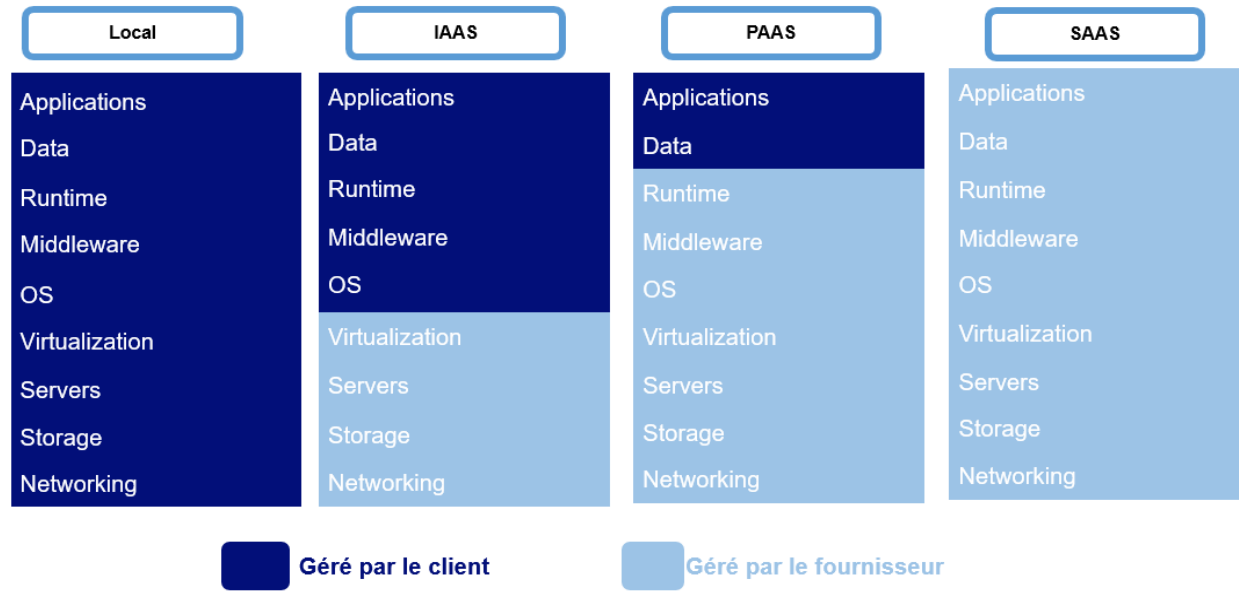 Local
IAAS
PAAS
SAAS
Applications
Data
Runtime
Middleware
OS
Virtualization
Servers
Storage
Networking
Applications
Data
Runtime
Middleware
OS
Virtualization
Servers
Storage
Networking
Applications
Data
Runtime
Middleware
OS
Virtualization
Servers
Storage
Networking
Applications
Data
Runtime
Middleware
OS
Virtualization
Servers
Storage
Networking
Géré par le client
Géré par le fournisseur